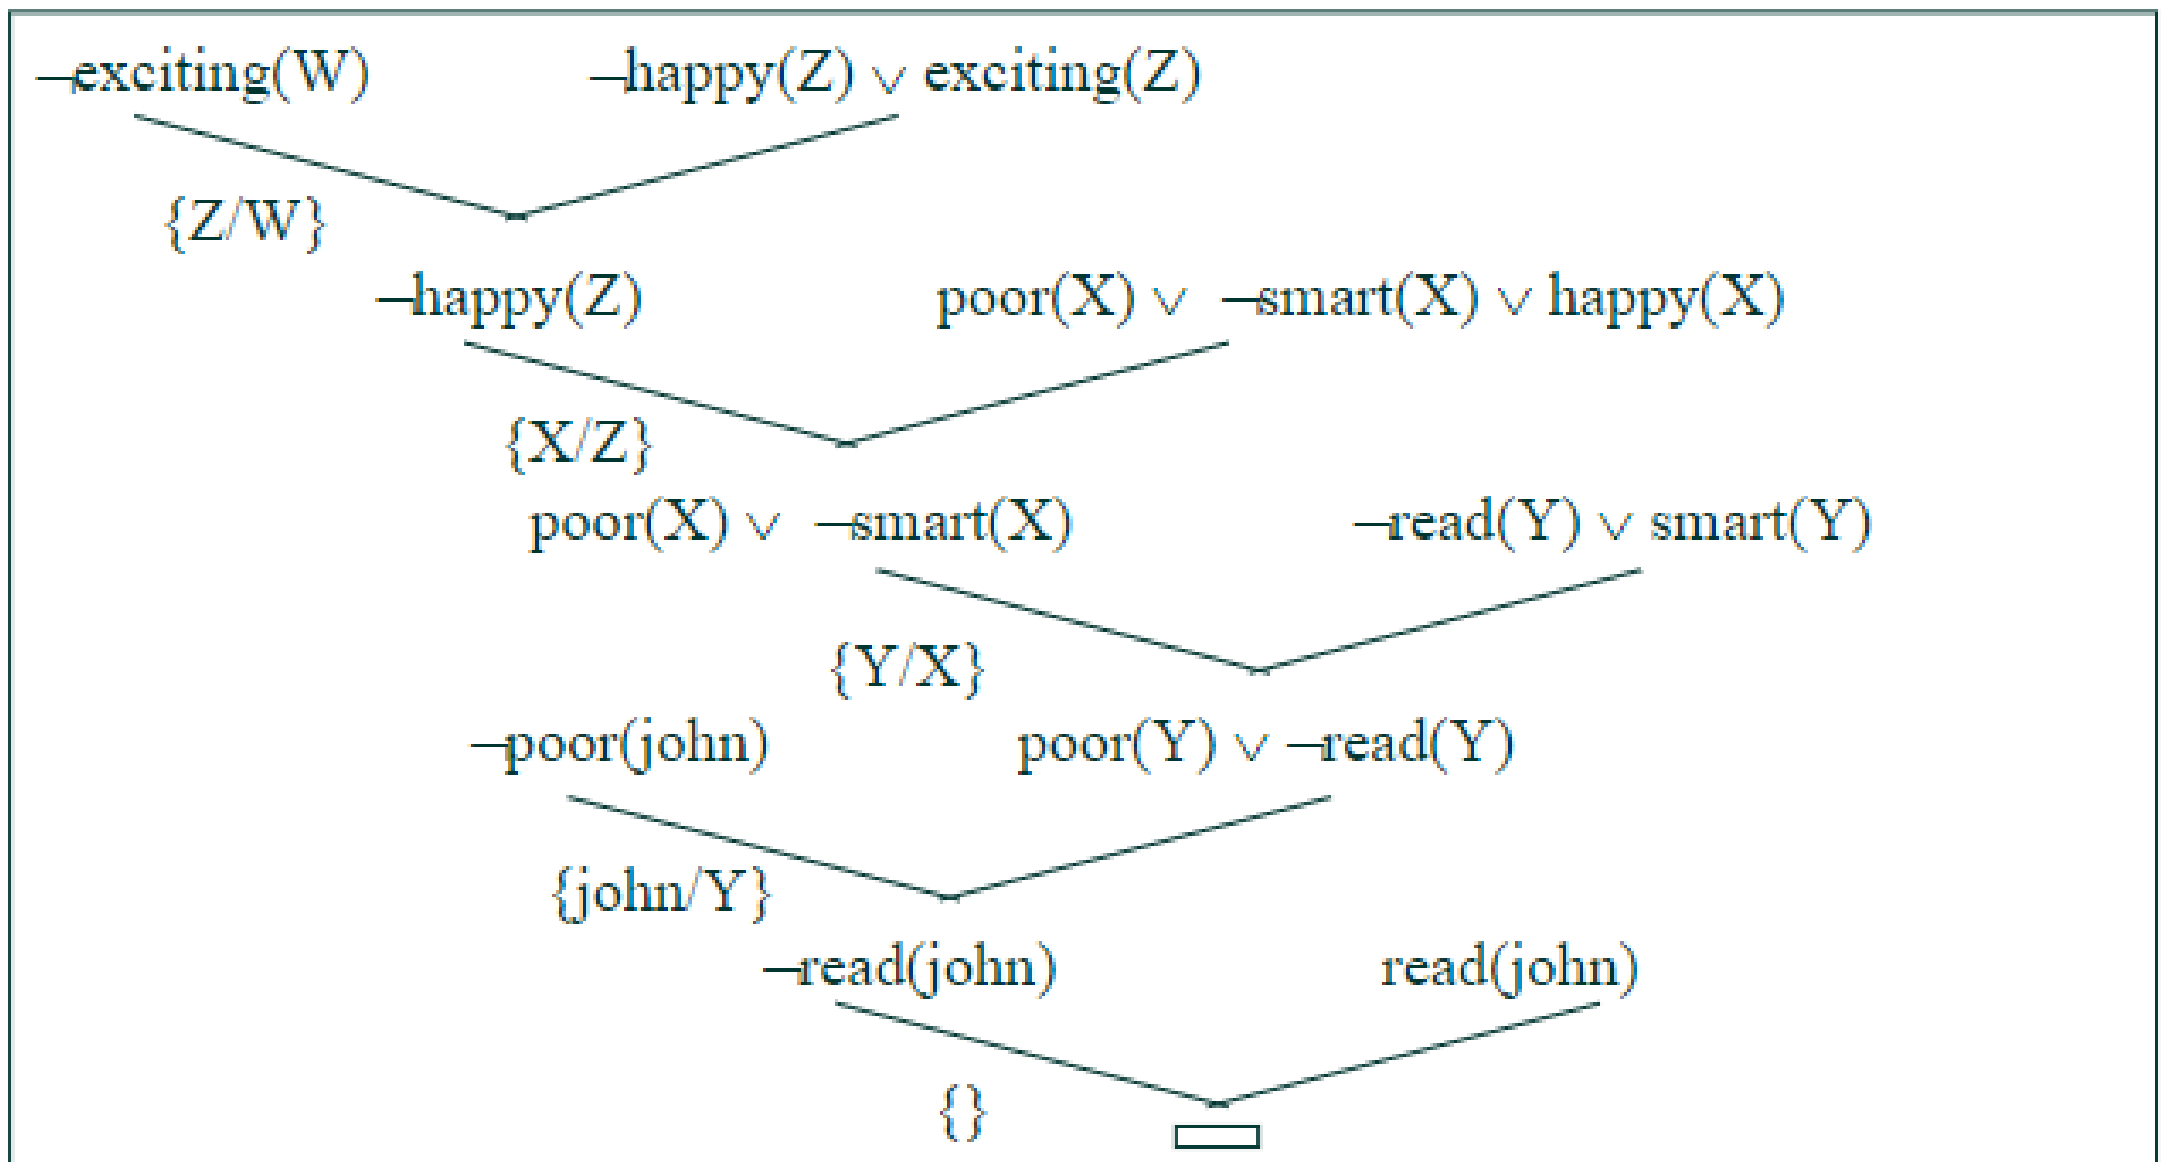 ¬exciting(W) ¬happy(Z) ∨ exciting(Z)
{Z/W}
¬happy(Z) poor(X) ∨ ¬smart(X) ∨ happy(X)
{X/Z}
poor(X) ∨ ¬smart(X) ¬read(Y) ∨ smart(Y)
{Y/X}
¬poor(john) poor(Y) ∨ ¬read(Y)
{john/Y}
¬read(john) read(john)
{}